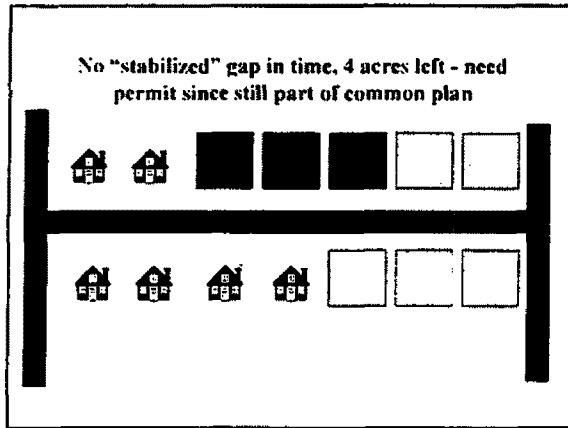 No “stabilized” gap in time, 4 acres left - need
permit since still part of common plan